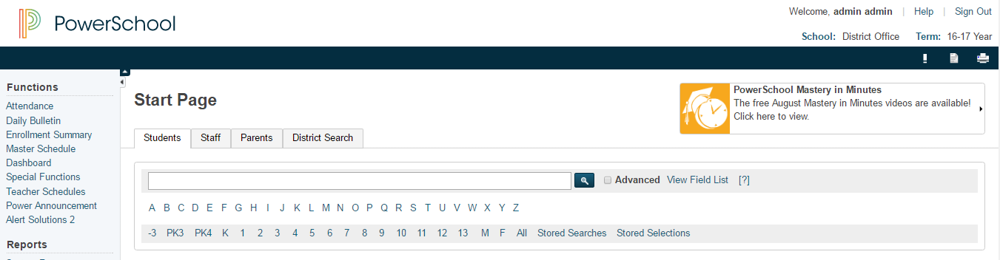 PowerSchool
Welcome, admin admin | Help | Sign Out
School: District Office Term: 16-17 Year
Functions
Attendance
Daily Bulletin
Enrollment Summary
Master Schedule
Dashboard
Special Functions
Teacher Schedules
Power Announcement
Alert Solutions 2
Reports
Start Page
PowerSchool Mastery in Minutes
The free August Mastery in Minutes videos are available!
Click here to view.
Students Staff Parents District Search
Advanced View Field List [?]
A B C D E F G H I J K L M N O P Q R S T U V W X Y Z
-3 PK3 PK4 K 1 2 3 4 5 6 7 8 9 10 11 12 13 M F All Stored Searches Stored Selections